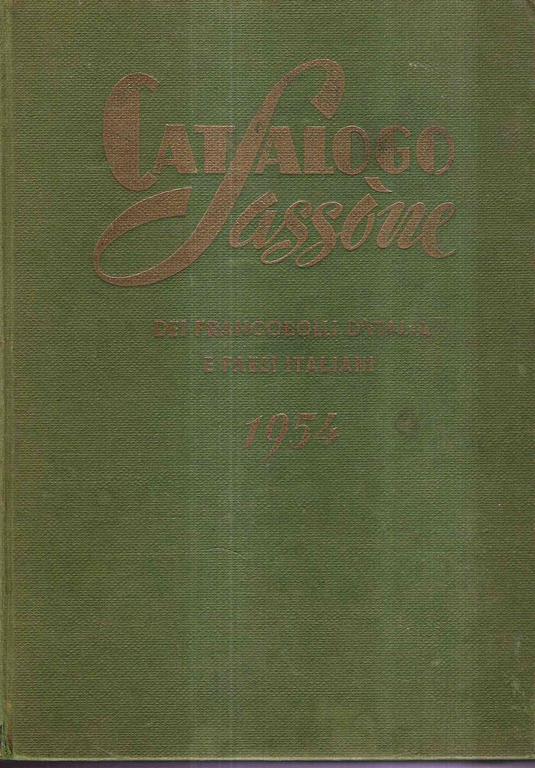 CATALOGO
Sassòne
DEI FRANCOBOLLI D'ITALIA
E PAESI ITALIANI
1954